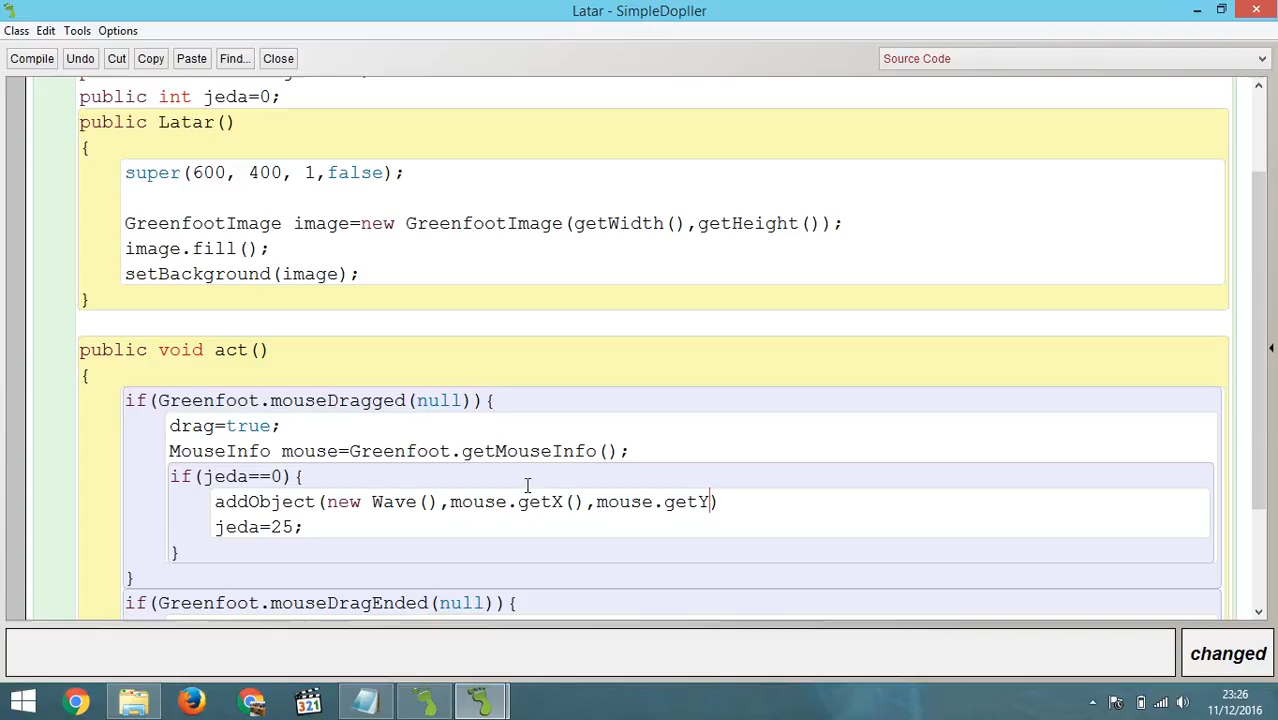 Latar - SimpleDopller
Class Edit Tools Options
Compile Undo Cut Copy Paste Find... Close Source Code
public int jeda=0;
public Latar()
{
super(600, 400, 1,false);
GreenfootImage image=new GreenfootImage(getWidth(),getHeight());
image.fill();
setBackground(image);
}
public void act()
{
if(Greenfoot.mouseDragged(null)){
drag=true;
MouseInfo mouse=Greenfoot.getMouseInfo();
if(jeda==0){
addObject(new Wave(),mouse.getX(),mouse.getY)
jeda=25;
}
}
if(Greenfoot.mouseDragEnded(null)){
changed
321
23:26
11/12/2016